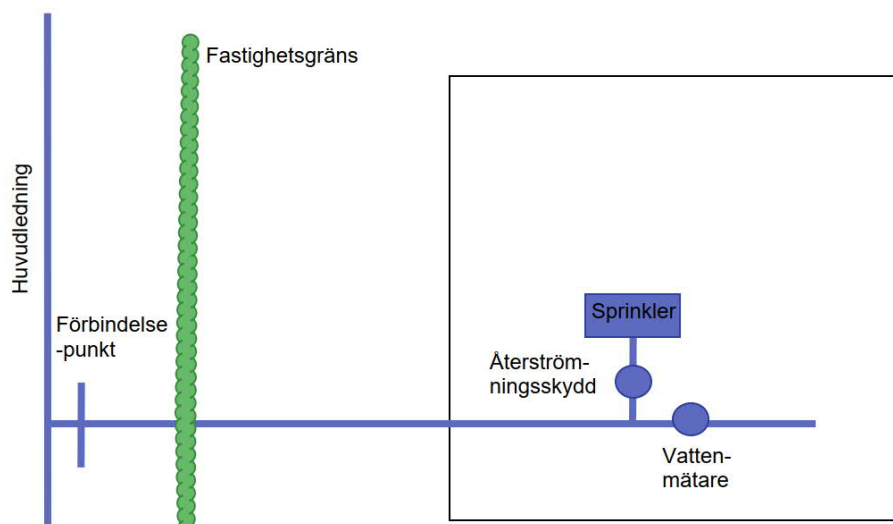 Fastighetsgräns
Huvudledning
Förbindelse
-punkt
Sprinkler
Återström-
ningsskydd
Vatten-
mätare